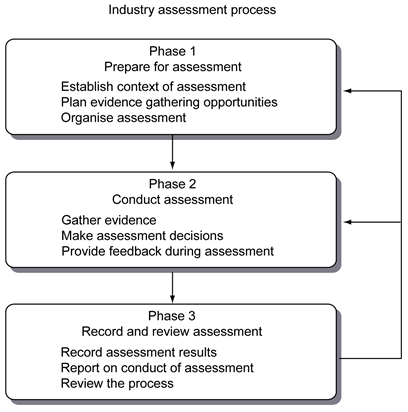 Industry assessment process
Phase 1
Prepare for assessment
Establish context of assessment
Plan evidence gathering opportunities
Organise assessment
Phase 2
Conduct assessment
Gather evidence
Make assessment decisions
Provide feedback during assessment
Phase 3
Record and review assessment
Record assessment results
Report on conduct of assessment
Review the process